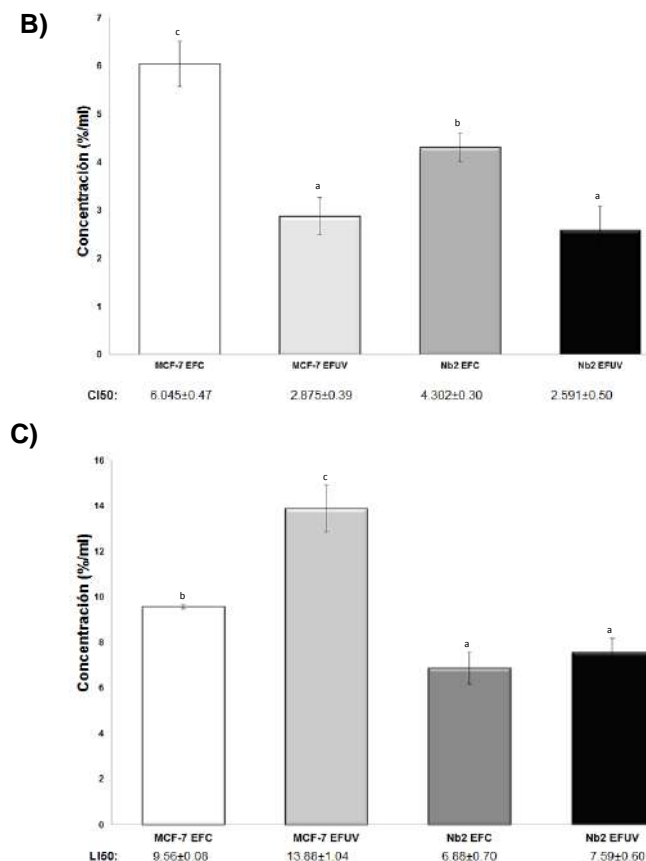 B)
7
c
6
5
b
4
a
a
3
2
1
0
Concentración (%/ml)
MCF-7 EFC MCF-7 EFUV Nb2 EFC Nb2 EFUV
CI50: 6.045±0.47 2.875±0.39 4.302±0.30 2.591±0.50
C)
16
c
14
12
10
b
8
a
a
6
4
2
0
Concentración (%/ml)
MCF-7 EFC MCF-7 EFUV Nb2 EFC Nb2 EFUV
LI50: 9.56±0.08 13.88±1.04 6.88±0.70 7.59±0.60